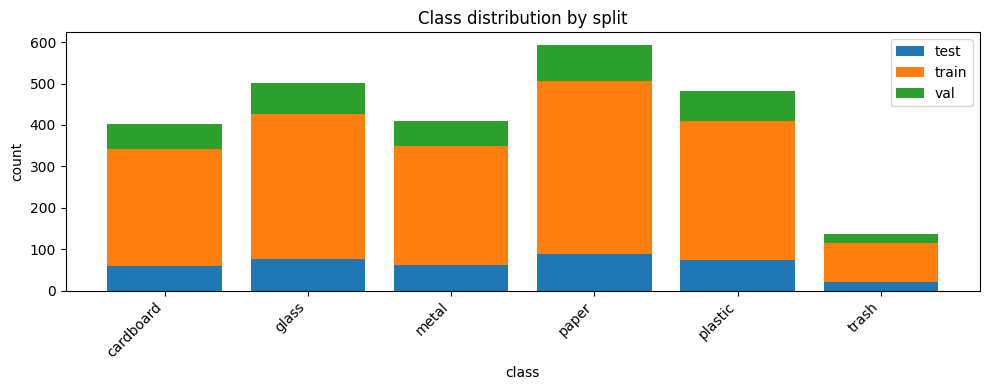 Class distribution by split
600
500
400
300
200
100
0
count
test
train
val
cardboard
glass
metal
paper
plastic
trash
class